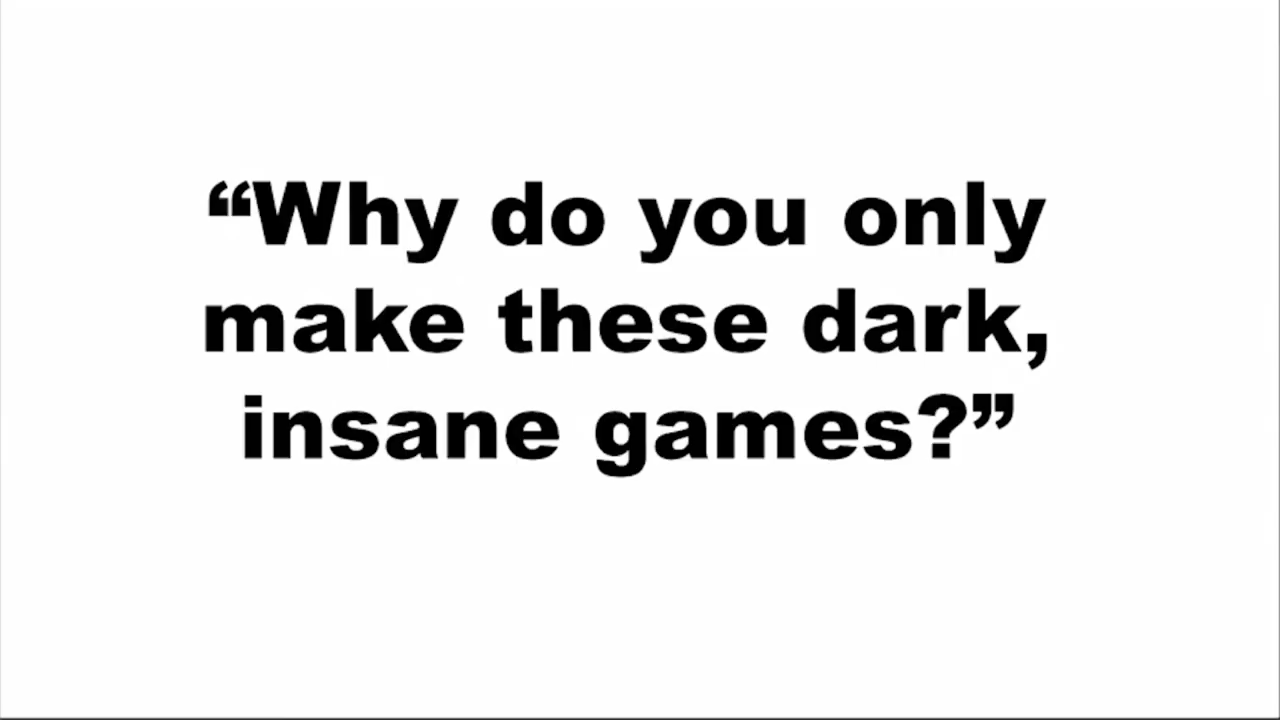 “Why do you only
make these dark,
insane games?”